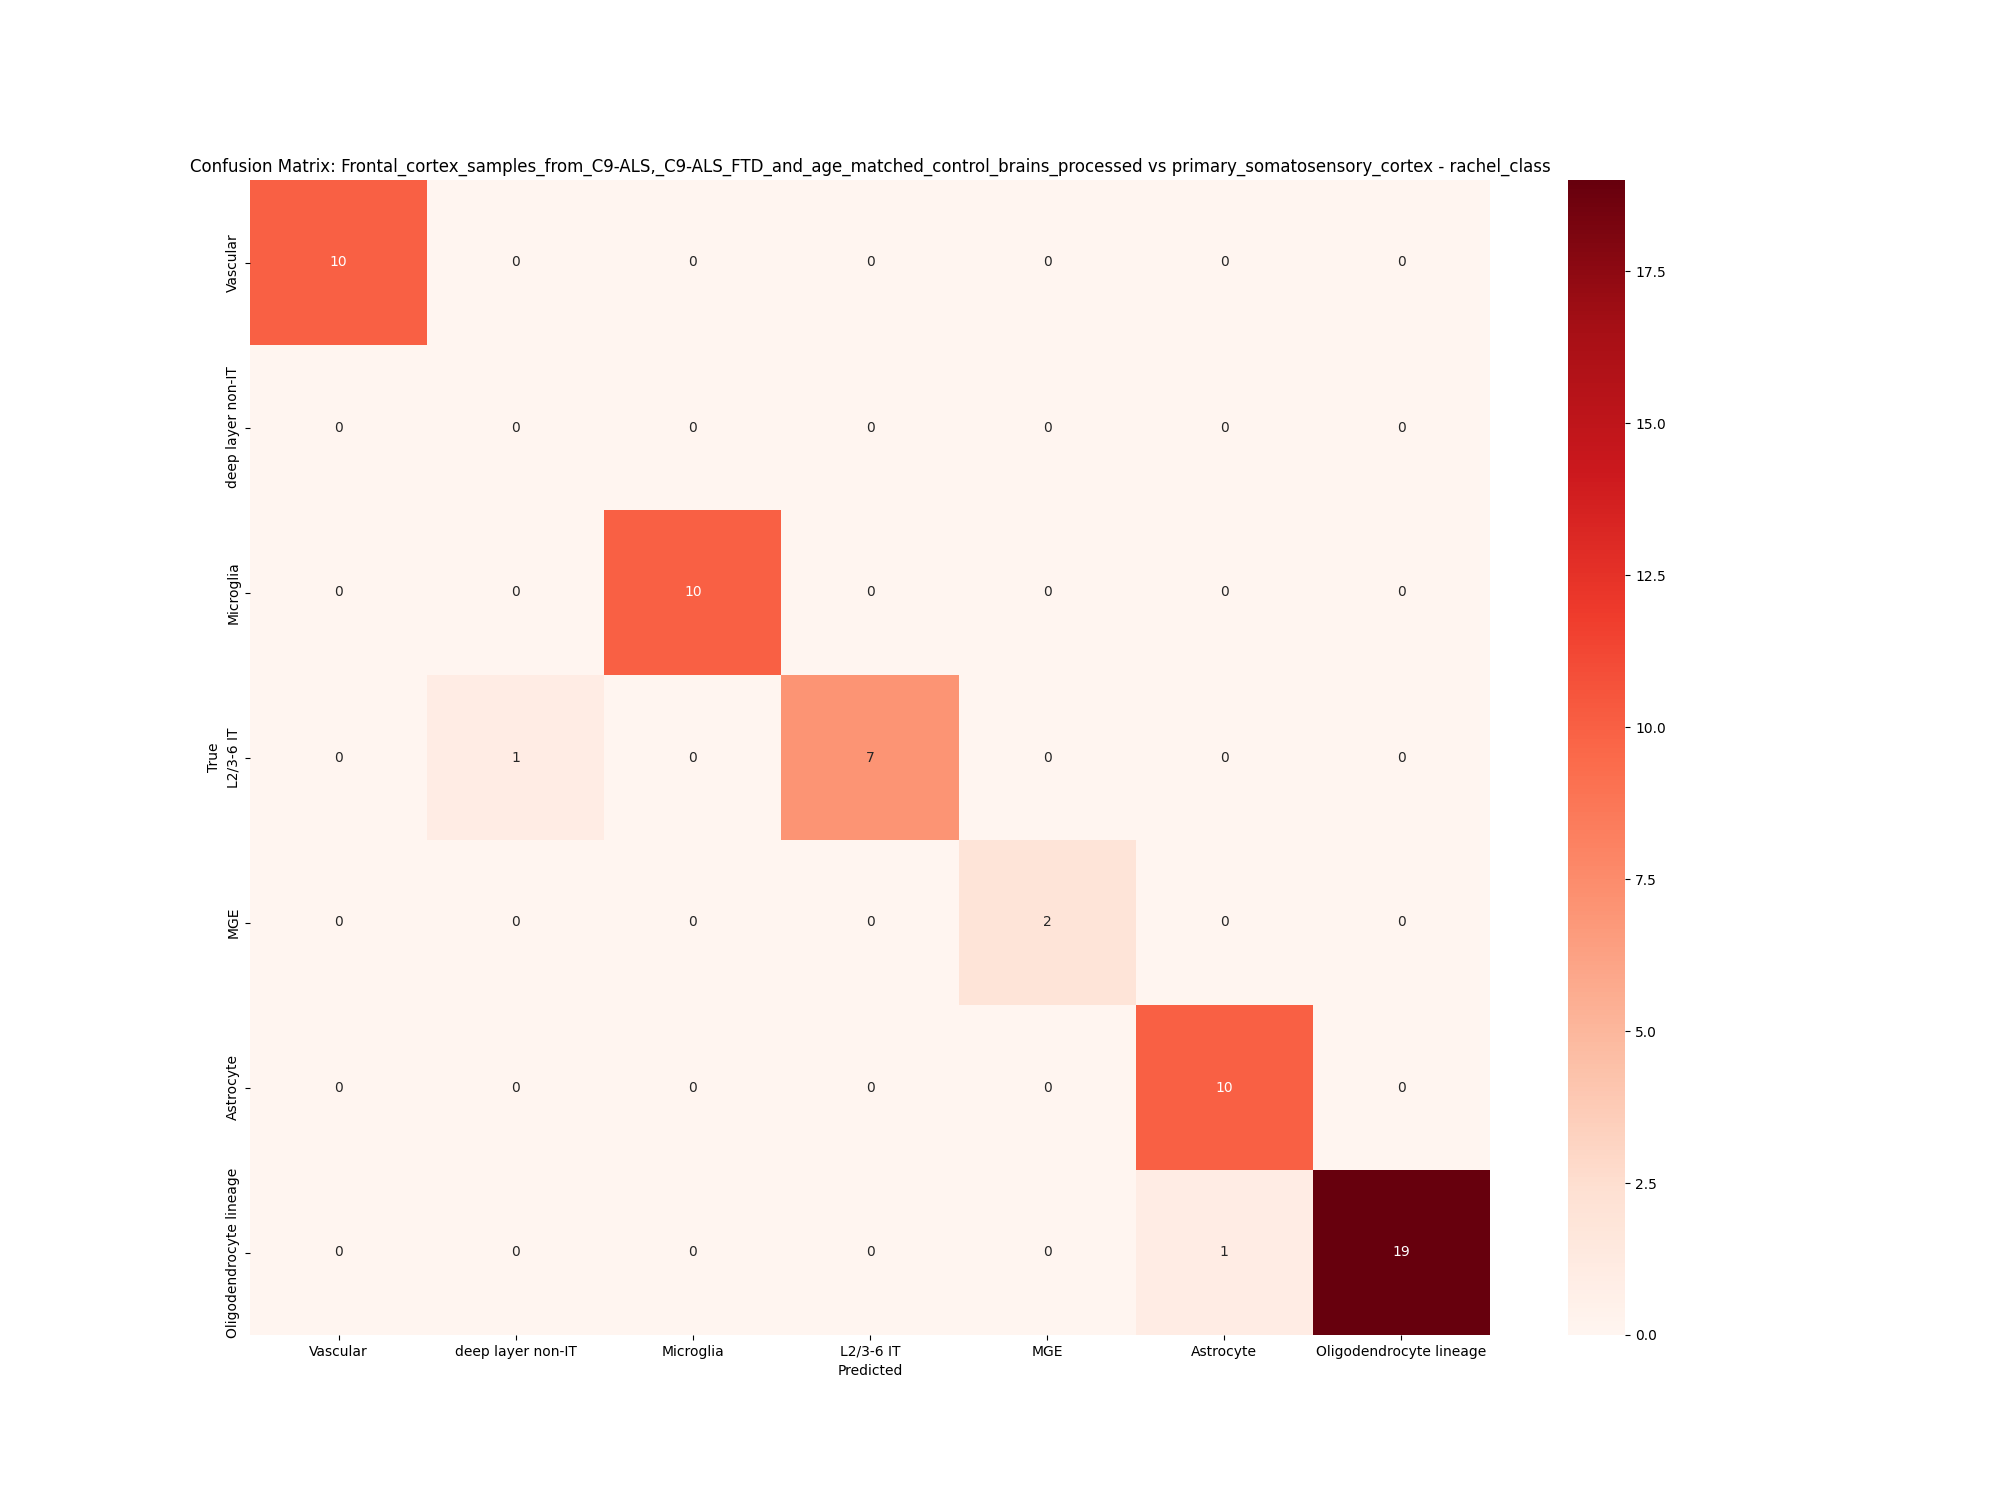 Confusion Matrix: Frontal_cortex_samples_from_C9-ALS,_C9-ALS_FTD_and_age_matched_control_brains_processed vs primary_somatosensory_cortex - rachel_class
True
Vascular
10 0 0 0 0 0 0
deep layer non-IT
0 0 0 0 0 0 0
Microglia
0 0 10 0 0 0 0
L2/3-6 IT
0 1 0 7 0 0 0
MGE
0 0 0 0 2 0 0
Astrocyte
0 0 0 0 0 10 0
Oligodendrocyte lineage
0 0 0 0 0 1 19
Vascular deep layer non-IT Microglia L2/3-6 IT MGE Astrocyte Oligodendrocyte lineage
Predicted
17.5
15.0
12.5
10.0
7.5
5.0
2.5
0.0